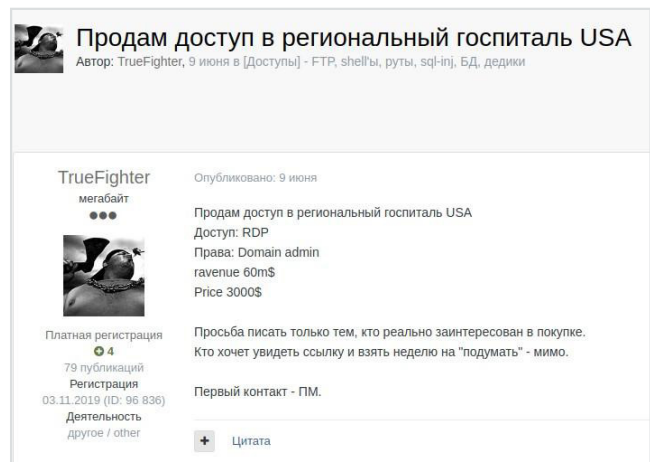 Продам доступ в региональный госпиталь USA
Автор: TrueFighter, 9 июня в [Доступы] - FTP, shell'ы, руты, sql-inj, БД, дедики
TrueFighter
мегабайт
Платная регистрация
4
79 публикаций
Регистрация
03.11.2019 (ID: 96 836)
Деятельность
другое / other
Опубликовано: 9 июня
Продам доступ в региональный госпиталь USA
Доступ: RDP
Права: Domain admin
ravenue 60m$
Price 3000$
Просьба писать только тем, кто реально заинтересован в покупке.
Кто хочет увидеть ссылку и взять неделю на "подумать" - мимо.
Первый контакт - ПМ.
+ Цитата